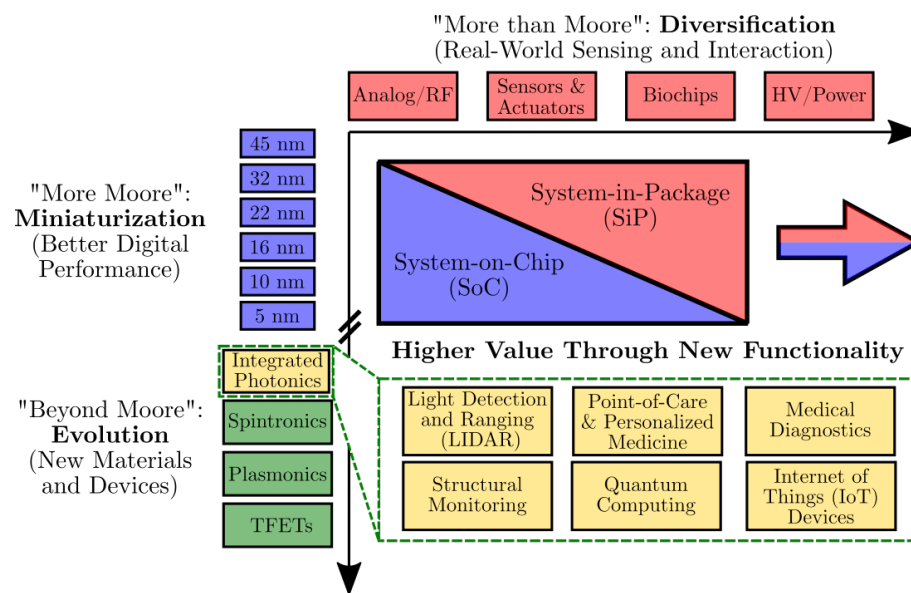 "More than Moore": Diversification
(Real-World Sensing and Interaction)
Analog/RF
Sensors &
Actuators
Biochips
HV/Power
45 nm
32 nm
22 nm
16 nm
10 nm
5 nm
"More Moore":
Miniaturization
(Better Digital
Performance)
System-in-Package
(SiP)
System-on-Chip
(SoC)
Higher Value Through New Functionality
Integrated
Photonics
Spintronics
Plasmonics
TFETs
"Beyond Moore":
Evolution
(New Materials
and Devices)
Light Detection
and Ranging
(LIDAR)
Point-of-Care
& Personalized
Medicine
Medical
Diagnostics
Structural
Monitoring
Quantum
Computing
Internet of
Things (IoT)
Devices